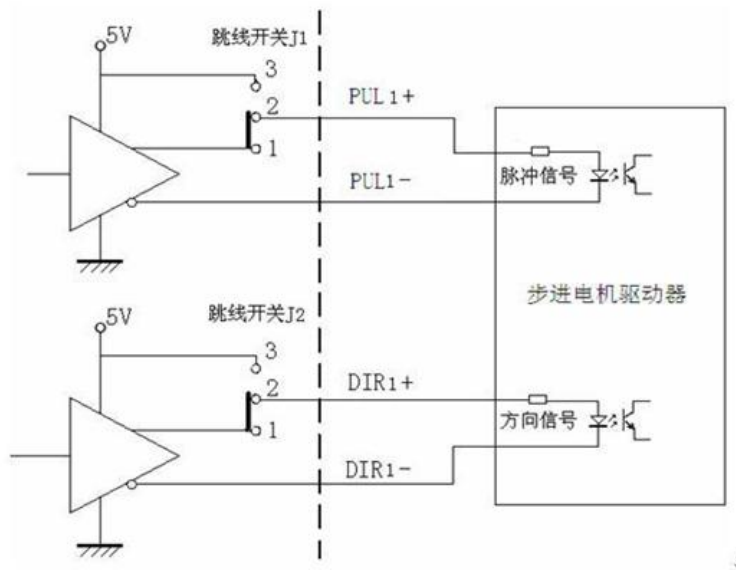 5V
跳线开关J1
3
2
1
PUL1+
PUL1-
脉冲信号
步进电机驱动器
5V
跳线开关J2
3
2
1
DIR1+
DIR1-
方向信号